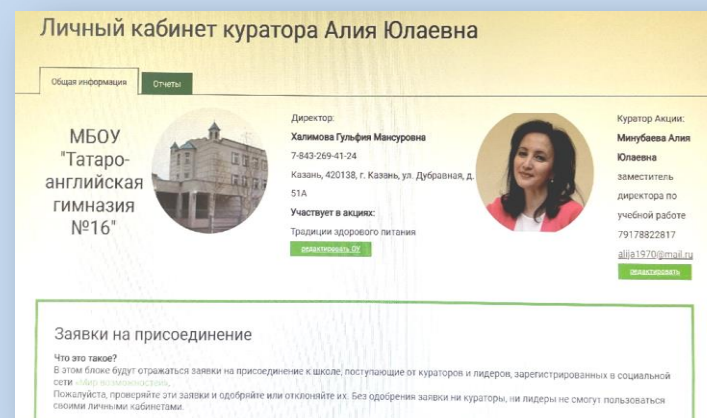 Личный кабинет куратора Алия Юлаевна
Общая информация
Отчеты
МБОУ
"Татаро-
английская
гимназия
№16"
Директор:
Халимова Гульфия Мансуровна
7-843-269-41-24
Казань, 420138, г. Казань, ул. Дубравная, д.
51А
Участвует в акциях:
Традиции здорового питания
редактировать ОУ
Куратор Акции:
Минубаева Алия
Юлаевна
заместитель
директора по
учебной работе
79178822817
alija1970@mail.ru
редактировать
Заявки на присоединение
Что это такое?
В этом блоке будут отражаться заявки на присоединение к школе, поступающие от кураторов и лидеров, зарегистрированных в социальной
сети «Мир возможностей».
Пожалуйста, проверяйте эти заявки и одобряйте или отклоняйте их. Без одобрения заявки ни кураторы, ни лидеры не смогут пользоваться
своими личными кабинетами.